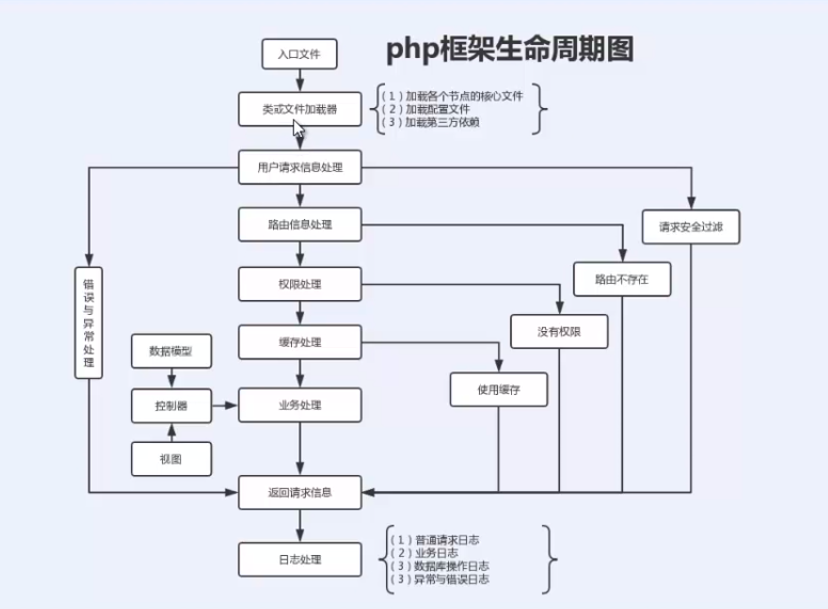 php框架生命周期图
入口文件
类或文件加载器
（1）加载各个节点的核心文件
（2）加载配置文件
（3）加载第三方依赖
用户请求信息处理
路由信息处理
请求安全过滤
权限处理
路由不存在
错误与异常处理
没有权限
缓存处理
数据模型
使用缓存
控制器
业务处理
视图
返回请求信息
日志处理
（1）普通请求日志
（2）业务日志
（3）数据库操作日志
（3）异常与错误日志